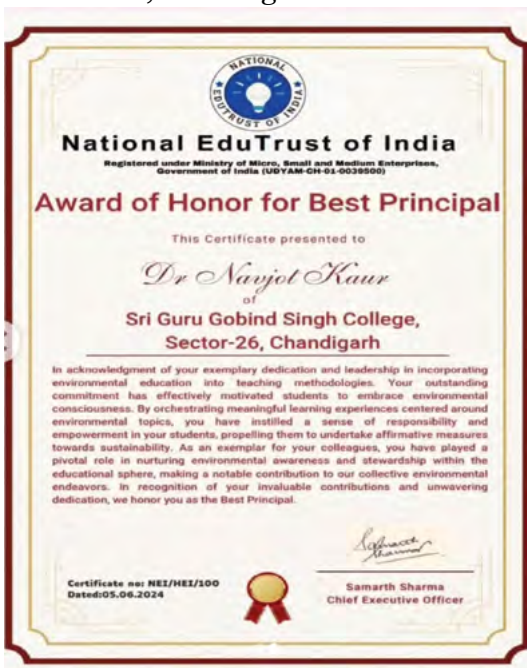 NATIONAL
EDUTRUST OF INDIA
National EduTrust of India
Registered under Ministry of Micro, Small and Medium Enterprises,
Government of India (UDYAM-CH-01-0039500)
Award of Honor for Best Principal
This Certificate presented to
Dr Navjot Kaur
of
Sri Guru Gobind Singh College,
Sector-26, Chandigarh
In acknowledgment of your exemplary dedication and leadership in incorporating
environmental education into teaching methodologies. Your outstanding
commitment has effectively motivated students to embrace environmental
consciousness. By orchestrating meaningful learning experiences centered around
environmental topics, you have instilled a sense of responsibility and
empowerment in your students, propelling them to undertake affirmative measures
towards sustainability. As an exemplar for your colleagues, you have played a
pivotal role in nurturing environmental awareness and stewardship within the
educational sphere, making a notable contribution to our collective environmental
endeavors. In recognition of your invaluable contributions and unwavering
dedication, we honor you as the Best Principal.
Certificate no: NEI/HEI/100
Dated:05.06.2024
Samarth Sharma
Chief Executive Officer